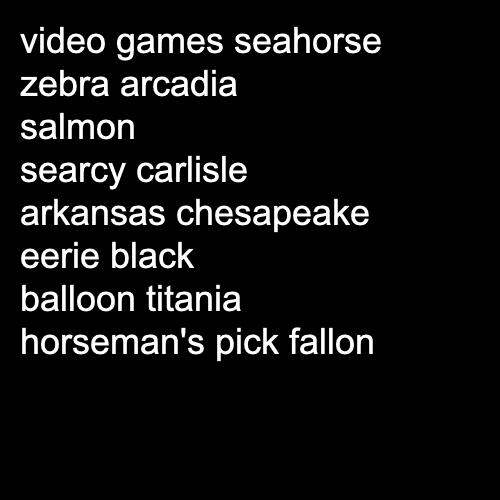 video games seahorse
zebra arcadia
salmon
searcy carlisle
arkansas chesapeake
eerie black
balloon titania
horseman's pick fallon